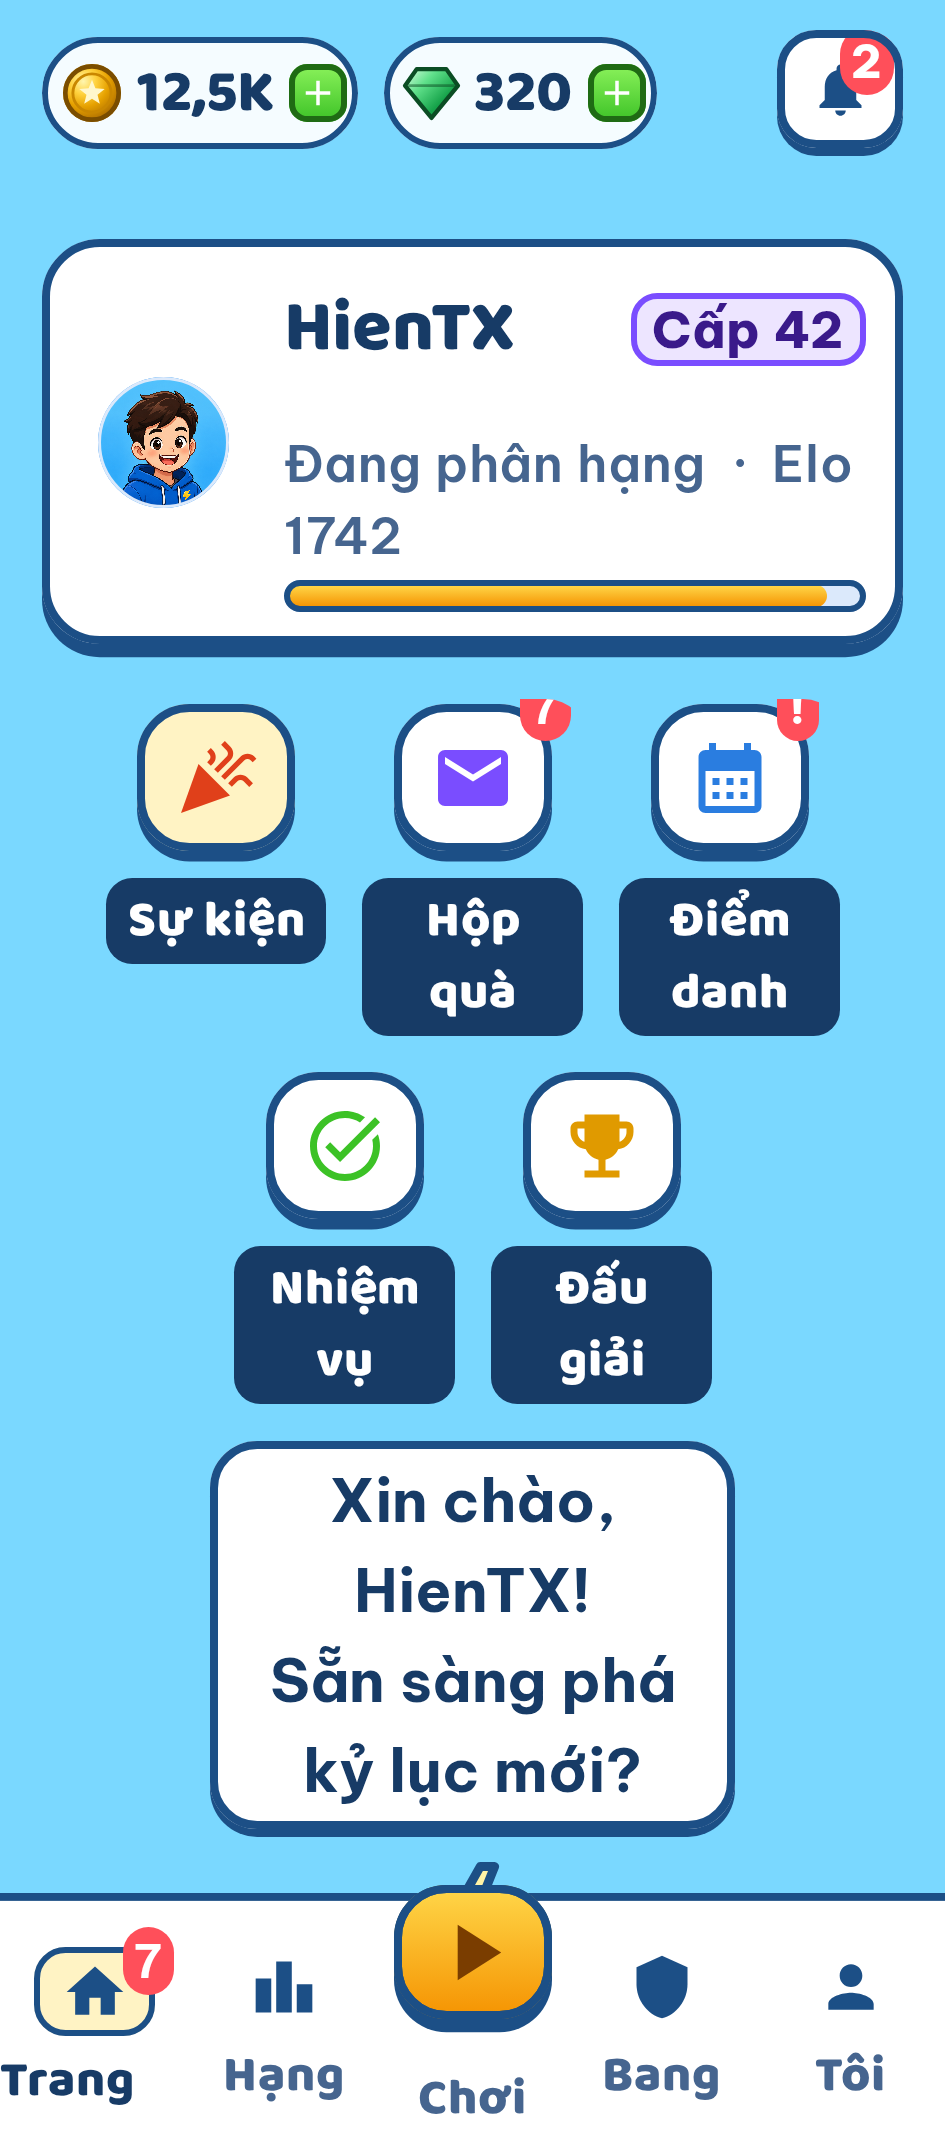 12,5K
320
2
HienTX
Cấp 42
Đang phân hạng · Elo
1742
7
!
Sự kiện
Hộp
quà
Điểm
danh
Nhiệm
vụ
Đấu
giải
Xin chào,
HienTX!
Sẵn sàng phá
kỷ lục mới?
7
Trang
Hạng
Chơi
Bang
Tôi